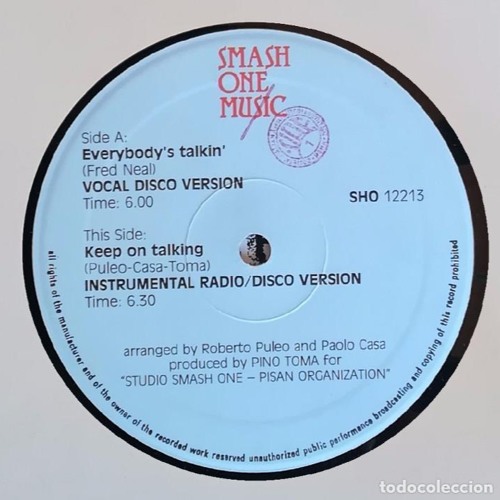 SMASH
ONE
MUSIC
Side A:
Everybody's talkin'
(Fred Neal)
VOCAL DISCO VERSION
Time: 6.00
SHO 12213
This Side:
Keep on talking
(Puleo-Casa-Toma)
INSTRUMENTAL RADIO/DISCO VERSION
Time: 6.30
arranged by Roberto Puleo and Paolo Casa
produced by PINO TOMA for
"STUDIO SMASH ONE – PISAN ORGANIZATION"
all rights of the manufacturer and end of the owner of the recorded work reserved unauthorized public performance broadcasting and copying of this record prohibited
todocoleccion